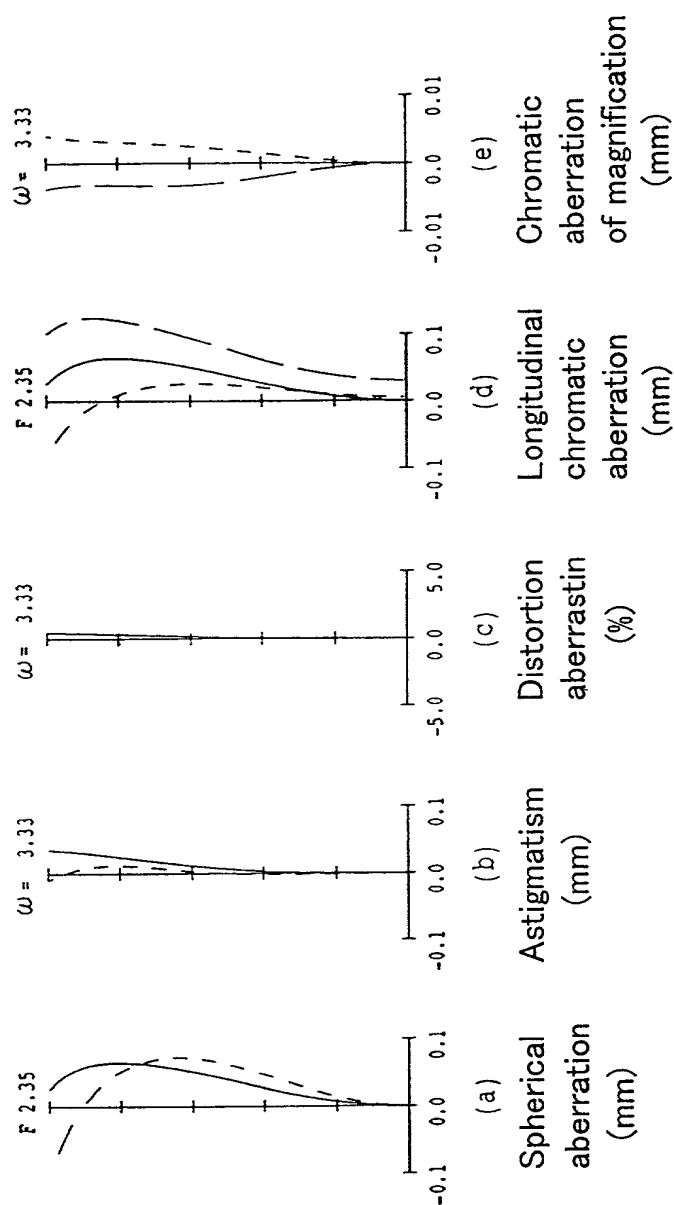 F 2.35
-0.1 0.0 0.1
(a)
Spherical
aberration
(mm)
ω= 3.33
-0.1 0.0 0.1
(b)
Astigmatism
(mm)
ω= 3.33
-5.0 0.0 5.0
(c)
Distortion
aberrastin
(%)
F 2.35
-0.1 0.0 0.1
(d)
Longitudinal
chromatic
aberration
(mm)
ω= 3.33
-0.01 0.0 0.01
(e)
Chromatic
aberration
of magnification
(mm)